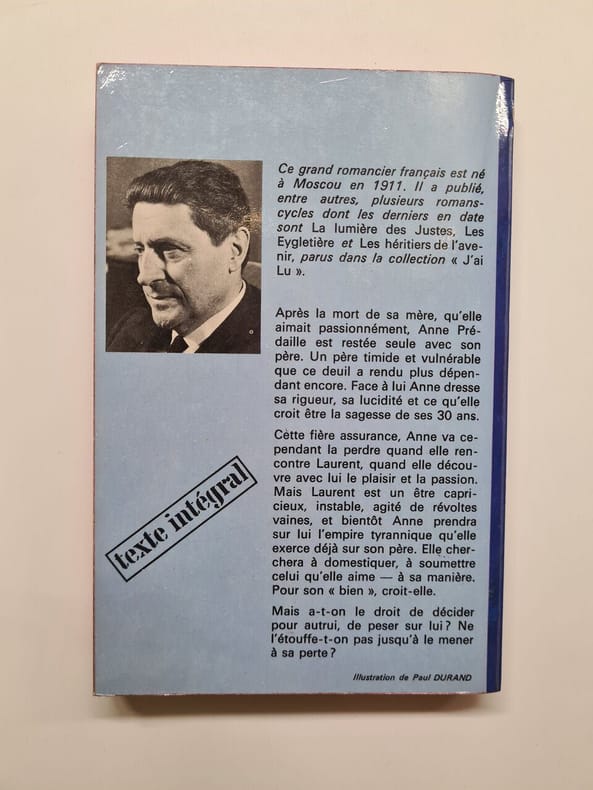 Ce grand romancier français est né
à Moscou en 1911. Il a publié,
entre autres, plusieurs romans-
cycles dont les derniers en date
sont La lumière des Justes, Les
Eygletière et Les héritiers de l'ave-
nir, parus dans la collection « J'ai
Lu ».
Après la mort de sa mère, qu'elle
aimait passionnément, Anne Pré-
daille est restée seule avec son
père. Un père timide et vulnérable
que ce deuil a rendu plus dépen-
dant encore. Face à lui Anne dresse
sa rigueur, sa lucidité et ce qu'elle
croit être la sagesse de ses 30 ans.
Cette fière assurance, Anne va ce-
pendant la perdre quand elle ren-
contre Laurent, quand elle décou-
vre avec lui le plaisir et la passion.
Mais Laurent est un être capri-
cieux, instable, agité de révoltes
vaines, et bientôt Anne prendra
sur lui l'empire tyrannique qu'elle
exerce déjà sur son père. Elle cher-
chera à domestiquer, à soumettre
celui qu'elle aime — à sa manière.
Pour son « bien », croit-elle.
Mais a-t-on le droit de décider
pour autrui, de peser sur lui ? Ne
l'étouffe-t-on pas jusqu'à le mener
à sa perte ?
texte intégral
Illustration de Paul DURAND